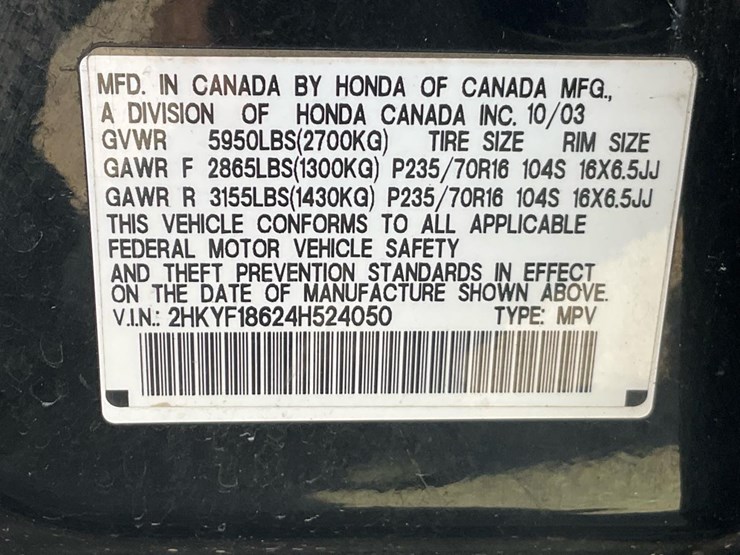 MFD. IN CANADA BY HONDA OF CANADA MFG.,
A DIVISION OF HONDA CANADA INC. 10/03
GVWR 5950LBS(2700KG) TIRE SIZE RIM SIZE
GAWR F 2865LBS(1300KG) P235/70R16 104S 16X6.5JJ
GAWR R 3155LBS(1430KG) P235/70R16 104S 16X6.5JJ
THIS VEHICLE CONFORMS TO ALL APPLICABLE
FEDERAL MOTOR VEHICLE SAFETY
AND THEFT PREVENTION STANDARDS IN EFFECT
ON THE DATE OF MANUFACTURE SHOWN ABOVE.
V.I.N.: 2HKYF18624H524050 TYPE: MPV